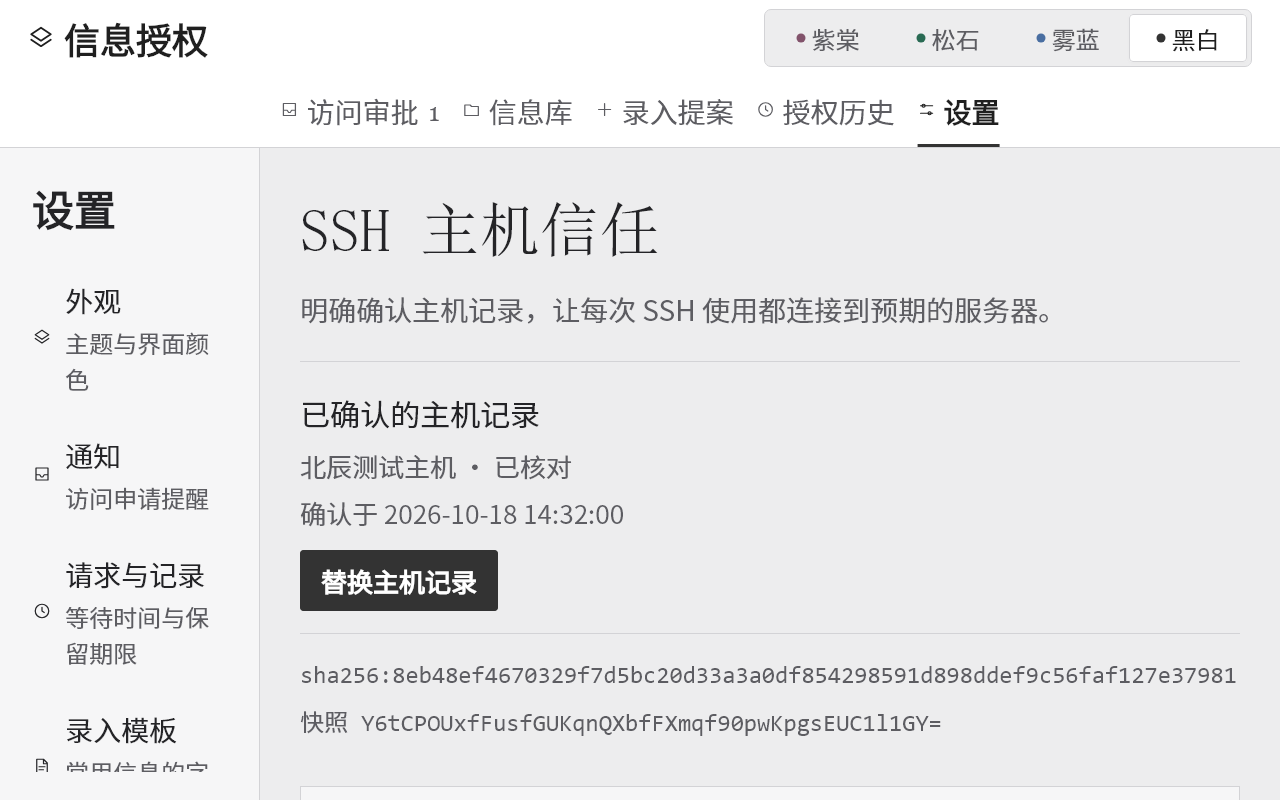 信息授权
紫棠
松石
雾蓝
黑白
访问审批 1
信息库
录入提案
授权历史
设置
设置
外观
主题与界面颜
色
通知
访问申请提醒
请求与记录
等待时间与保
留期限
录入模板
常用信息的字
SSH 主机信任
明确确认主机记录，让每次 SSH 使用都连接到预期的服务器。
已确认的主机记录
北辰测试主机 · 已核对
确认于 2026-10-18 14:32:00
替换主机记录
sha256:8eb48ef4670329f7d5bc20d33a3a0df854298591d898ddef9c56faf127e37981
快照 Y6tCPOUxfFusfGUKqnQXbfFXmqf90pwKpgsEUC1l1GY=